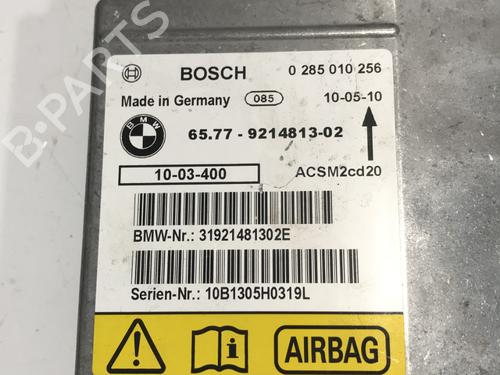 BOSCH 0 285 010 256
Made in Germany 085 10-05-10
BMW 65.77 - 9214813-02
10-03-400 ACSM2cd20
BMW-Nr.: 31921481302E
Serien-Nr.: 10B1305H0319L
AIRBAG
B-PARTS